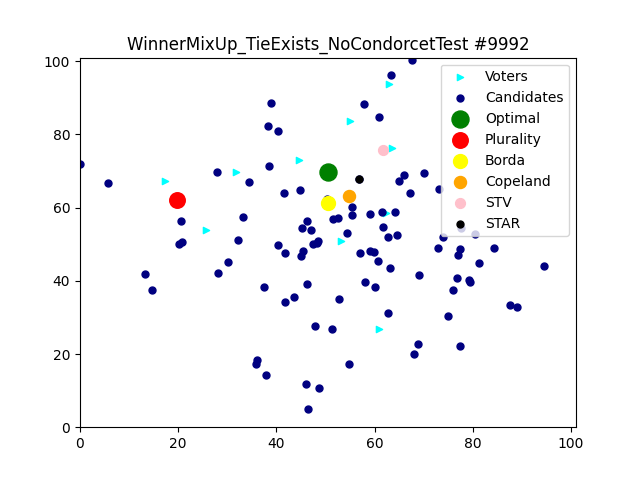 WinnerMixUp_TieExists_NoCondorcetTest #9992
100
80
60
40
20
0
0
20
40
60
80
100
Voters
Candidates
Optimal
Plurality
Borda
Copeland
STV
STAR